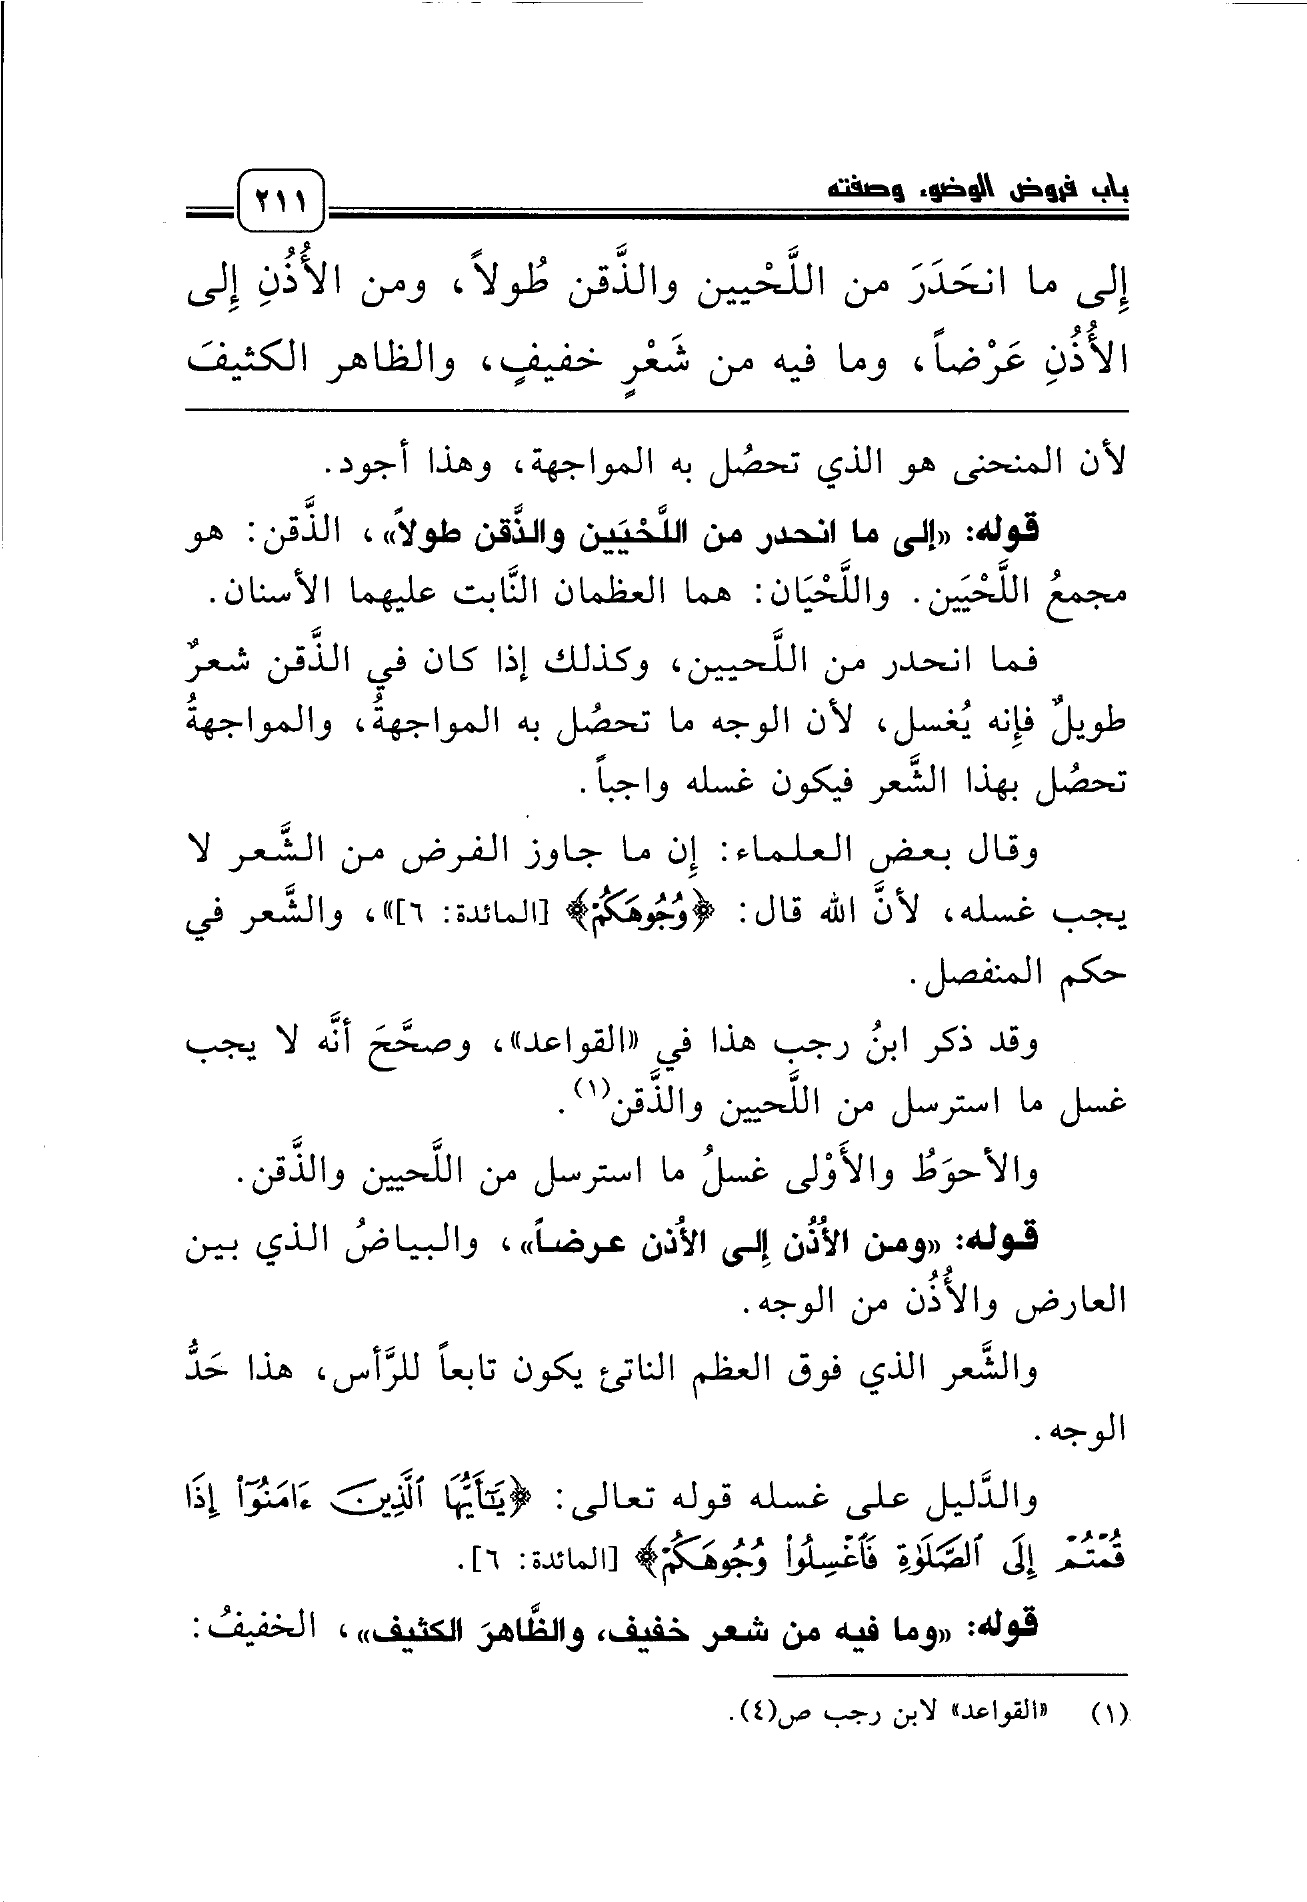 باب فروض الوضوء وصفته
٢١١
إلى ما انحَدَرَ من اللَّحْيين والذَّقن طُولاً، ومن الأُذُنِ إِلى
الأُذُنِ عَرْضاً، وما فيه من شَعْرٍ خفيفٍ، والظاهر الكثيفَ
لأن المنحنى هو الذي تحصُل به المواجهة، وهذا أجود.
قوله: «إلى ما انحدر من اللَّحْيَين والذَّقن طولاً»، الذَّقن: هو
مجمعُ اللَّحْيَين. واللَّحْيَان: هما العظمان النَّابت عليهما الأسنان.
فما انحدر من اللَّحيين، وكذلك إذا كان في الذَّقن شعرٌ
طويلٌ فإِنه يُغسل، لأن الوجه ما تحصُل به المواجهةُ، والمواجهةُ
تحصُل بهذا الشَّعر فيكون غسله واجباً.
وقال بعض العلماء: إِن ما جاوز الفرض من الشَّعر لا
يجب غسله، لأنَّ الله قال: ﴿وُجُوهَكُمْ﴾ [المائدة: ٦]»، والشَّعر في
حكم المنفصل.
وقد ذكر ابنُ رجب هذا في «القواعد»، وصحَّحَ أنَّه لا يجب
غسل ما استرسل من اللَّحيين والذَّقن(١).
والأحوَطُ والأَوْلى غسلُ ما استرسل من اللَّحيين والذَّقن.
قوله: «ومن الأُذُن إِلى الأُذن عرضاً»، والبياضُ الذي بين
العارض والأُذُن من الوجه.
والشَّعر الذي فوق العظم الناتئ يكون تابعاً للرَّأس، هذا حَدُّ
الوجه.
والدَّليل على غسله قوله تعالى: ﴿يَـٰٓأَيُّهَا ٱلَّذِينَ ءَامَنُوٓا۟ إِذَا
قُمْتُمْ إِلَى ٱلصَّلَوٰةِ فَٱغْسِلُوا۟ وُجُوهَكُمْ﴾ [المائدة: ٦].
قوله: «وما فيه من شعر خفيف، والظَّاهرَ الكثيف»، الخفيفُ:
(١) «القواعد» لابن رجب ص(٤).